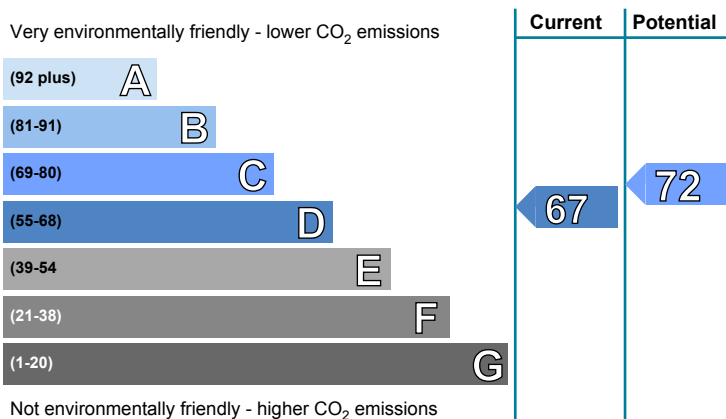 Very environmentally friendly - lower CO2 emissions
Current
Potential
(92 plus) A
(81-91) B
(69-80) C
(55-68) D
(39-54 E
(21-38) F
(1-20) G
67
72
Not environmentally friendly - higher CO2 emissions